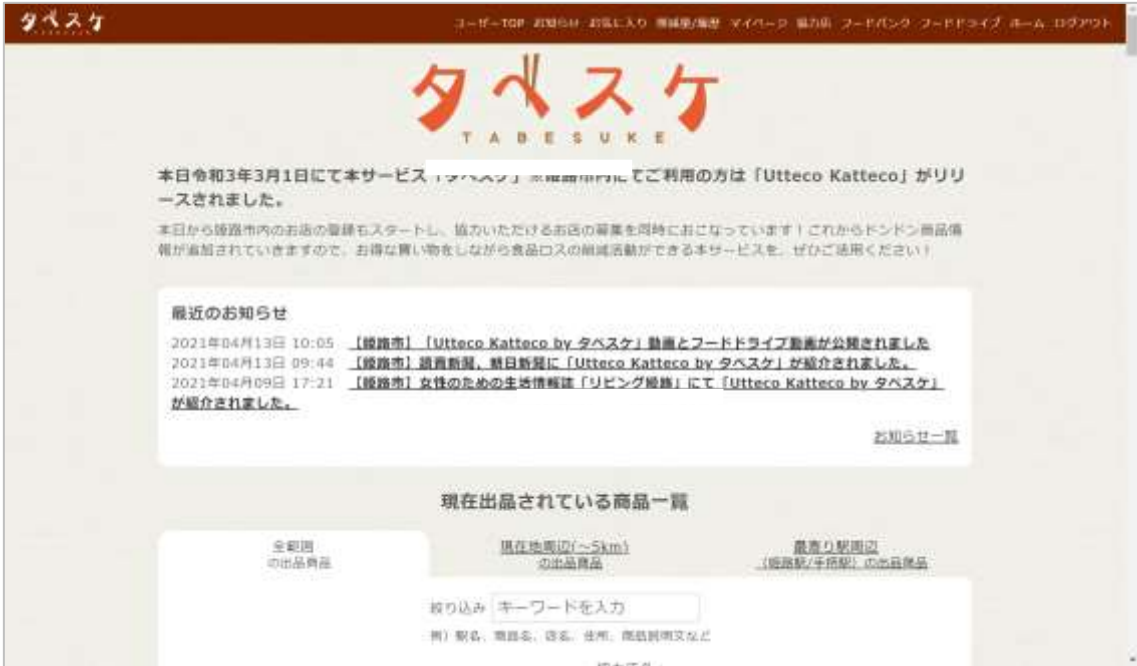 タベスケ
ユーザーTOP お知らせ お気に入り 削減量/履歴 マイページ 協力店 フードバンク フードドライブ ホーム ログアウト
タベスケ
TABESUKE
本日令和3年3月1日にて本サービス「タベスケ」※姫路市内にてご利用の方は「Utteco Katteco」がリリ
ースされました。
本日から姫路市内のお店の登録もスタートし、協力いただけるお店の募集を同時におこなっています！これからドンドン商品情
報が追加されていきますので、お得な買い物をしながら食品ロスの削減活動ができる本サービスを、ぜひご活用ください！
最近のお知らせ
2021年04月13日 10:05 【姫路市】「Utteco Katteco by タベスケ」動画とフードドライブ動画が公開されました
2021年04月13日 09:44 【姫路市】読売新聞，朝日新聞に「Utteco Katteco by タベスケ」が紹介されました。
2021年04月09日 17:21 【姫路市】女性のための生活情報誌「リビング姫路」にて「Utteco Katteco by タベスケ」
が紹介されました。
お知らせ一覧
現在出品されている商品一覧
全範囲
の出品商品
現在地周辺(～5km)
の出品商品
最寄り駅周辺
（姫路駅/手柄駅）の出品商品
絞り込み キーワードを入力
例）駅名、商品名、店名、住所、商品説明文など